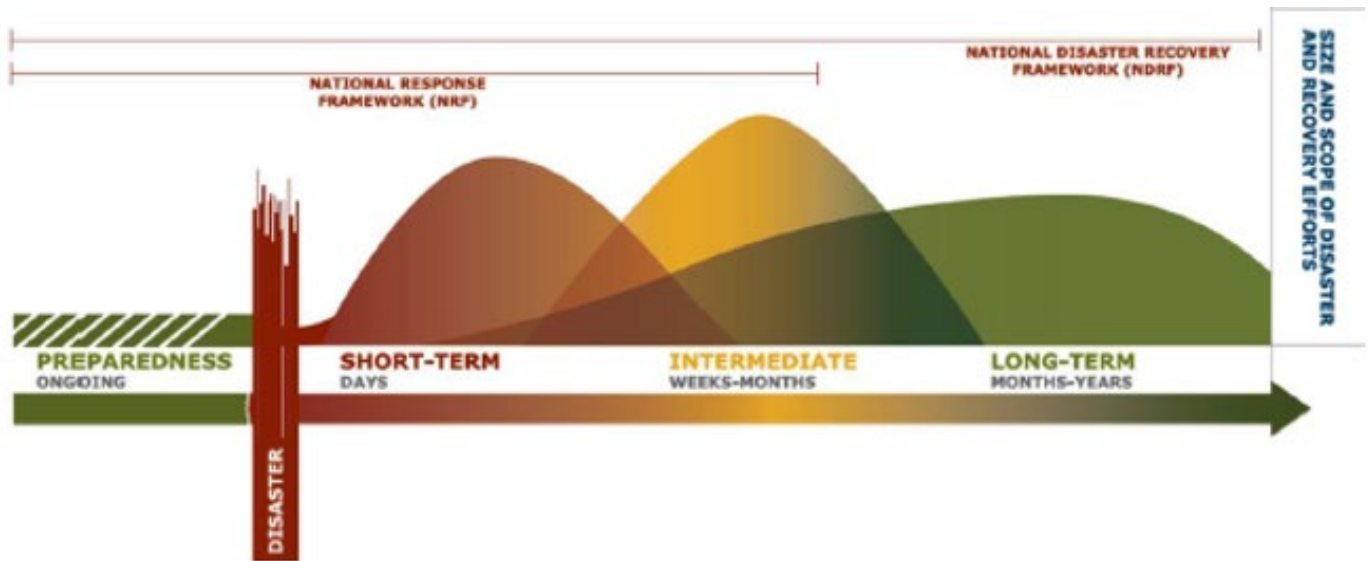 NATIONAL DISASTER RECOVERY
FRAMEWORK (NDRF)
NATIONAL RESPONSE
FRAMEWORK (NRF)
SIZE AND SCOPE OF DISASTER
AND RECOVERY EFFORTS
PREPAREDNESS
ONGOING
SHORT-TERM
DAYS
INTERMEDIATE
WEEKS-MONTHS
LONG-TERM
MONTHS-YEARS
DISASTER